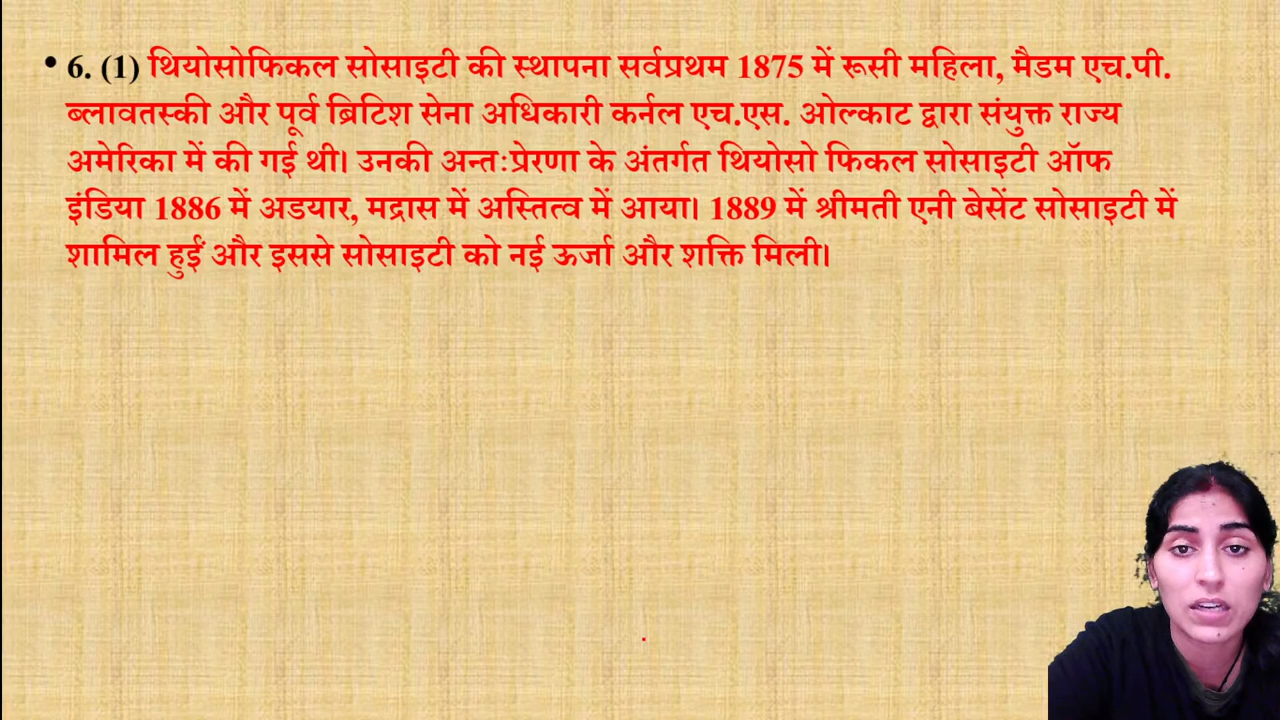 • 6. (1) थियोसोफिकल सोसाइटी की स्थापना सर्वप्रथम 1875 में रूसी महिला, मैडम एच.पी.
ब्लावतस्की और पूर्व ब्रिटिश सेना अधिकारी कर्नल एच.एस. ओल्काट द्वारा संयुक्त राज्य
अमेरिका में की गई थी। उनकी अन्तःप्रेरणा के अंतर्गत थियोसो फिकल सोसाइटी ऑफ
इंडिया 1886 में अडयार, मद्रास में अस्तित्व में आया। 1889 में श्रीमती एनी बेसेंट सोसाइटी में
शामिल हुईं और इससे सोसाइटी को नई ऊर्जा और शक्ति मिली।